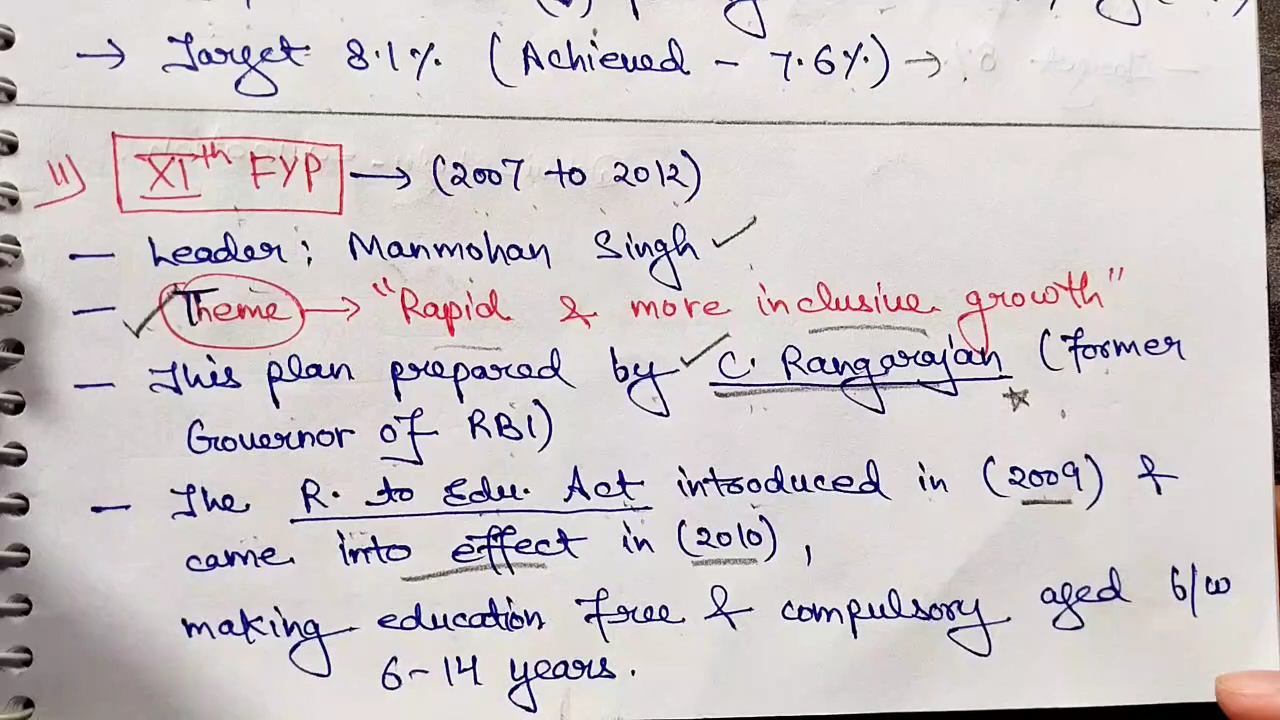 → Target 8.1% (Achieved - 7.6%) →
11) XIth FYP → (2007 to 2012)
- Leader: Manmohan Singh ✓
- Theme → "Rapid & more inclusive growth"
- This plan prepared by ✓ C. Rangarajan (Former
Governor of RBI)
- The R. to Edu. Act introduced in (2009) &
came into effect in (2010),
making education free & compulsory aged b/w
6-14 years.